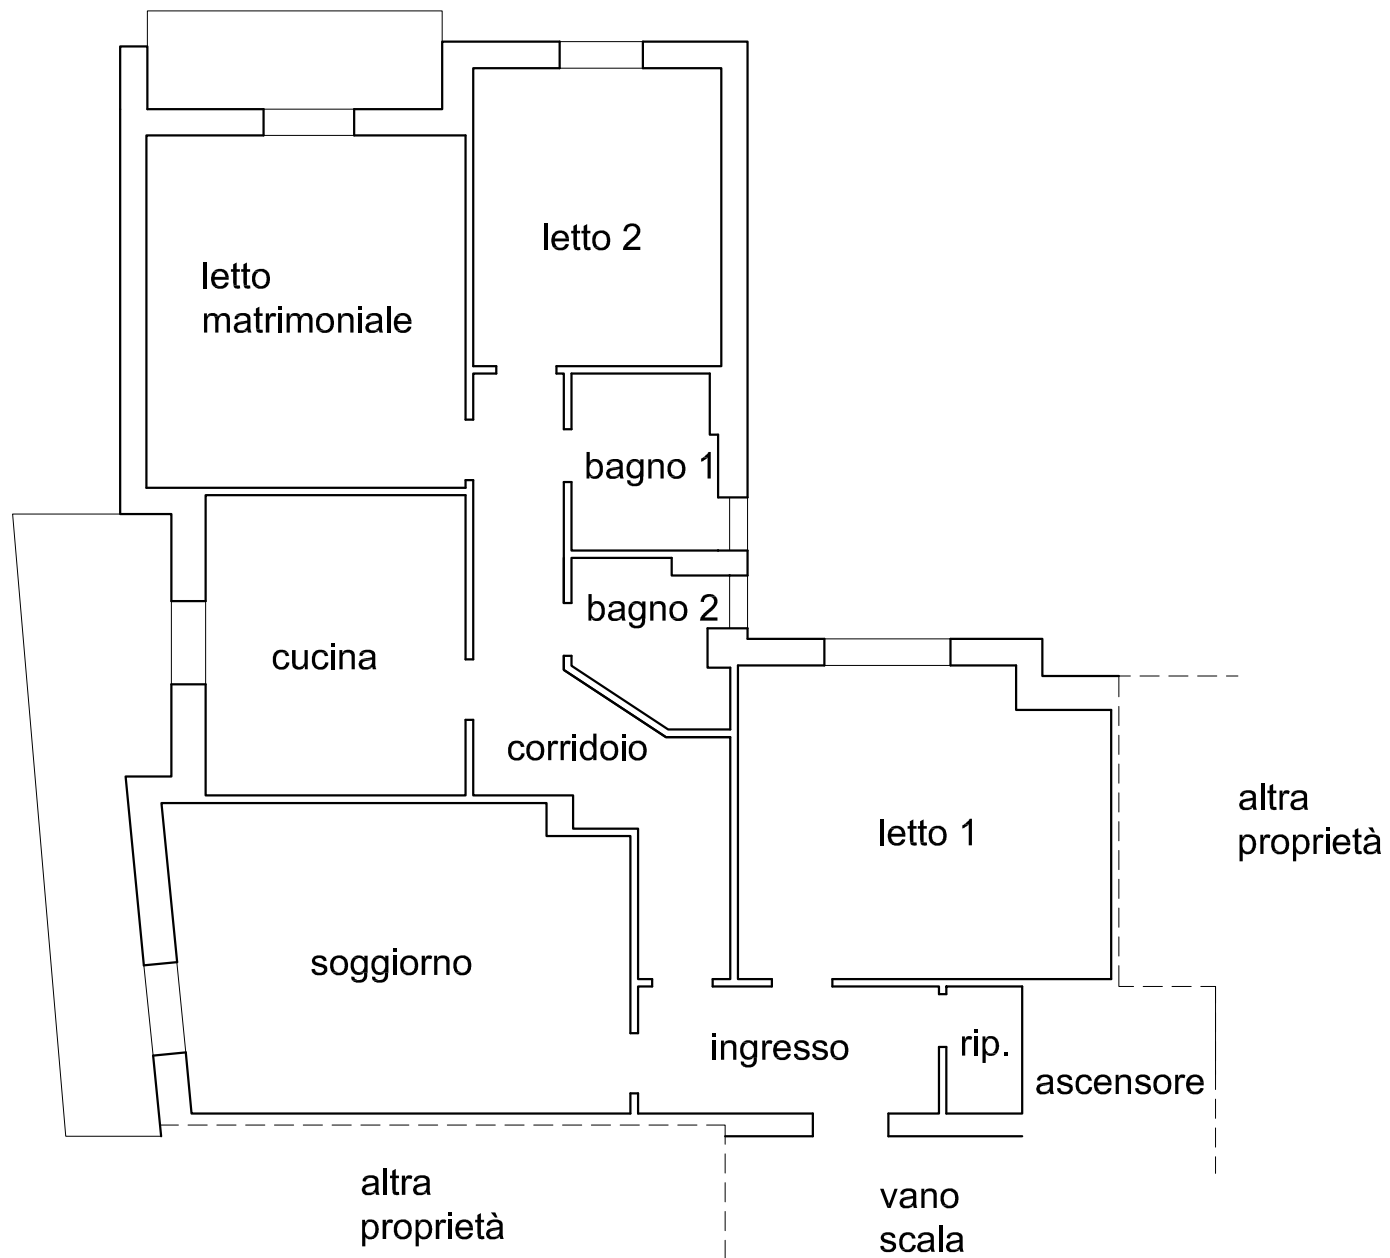 letto 2
letto
matrimoniale
bagno 1
bagno 2
cucina
corridoio
letto 1
altra
proprietà
soggiorno
ingresso
rip.
ascensore
altra
proprietà
vano
scala